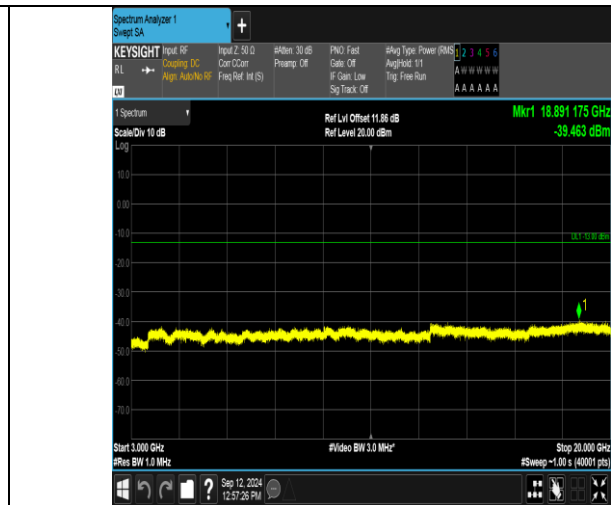 Spectrum Analyzer 1
Swept SA
+
KEYSIGHT
RL
LXI
Input: RF
Coupling: DC
Align: Auto/No RF
Input Z: 50 Ω
Corr CCorr
Freq Ref: Int (S)
#Atten: 30 dB
Preamp: Off
PNO: Fast
Gate: Off
IF Gain: Low
Sig Track: Off
#Avg Type: Power (RMS
Avg|Hold: 1/1
Trig: Free Run
1 2 3 4 5 6
A W W W W W
A A A A A A
1 Spectrum
Scale/Div 10 dB
Ref Lvl Offset 11.86 dB
Ref Level 20.00 dBm
Mkr1 18.891 175 GHz
-39.463 dBm
Log
10.0
0.00
-10.0
DL1 -13.00 dBm
-20.0
-30.0
1
-40.0
-50.0
-60.0
-70.0
Start 3.000 GHz
#Res BW 1.0 MHz
#Video BW 3.0 MHz*
Stop 20.000 GHz
#Sweep ~1.00 s (40001 pts)
?
Sep 12, 2024
12:57:26 PM